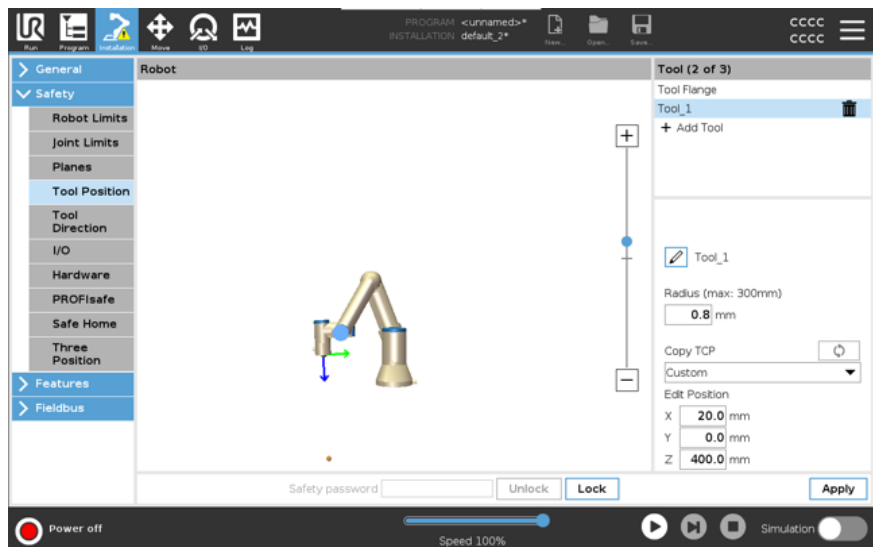 PROGRAM <unnamed>*
INSTALLATION default_2*
cccc
cccc
Run Program Installation Move I/O Log New... Open... Save...
General
Safety
Robot Limits
Joint Limits
Planes
Tool Position
Tool
Direction
I/O
Hardware
PROFIsafe
Safe Home
Three
Position
Features
Fieldbus
Robot
Safety password Unlock Lock
Tool (2 of 3)
Tool Flange
Tool_1
+ Add Tool
Tool_1
Radius (max: 300mm)
0.8 mm
Copy TCP
Custom
Edit Position
X 20.0 mm
Y 0.0 mm
Z 400.0 mm
Apply
Power off
Speed 100%
Simulation